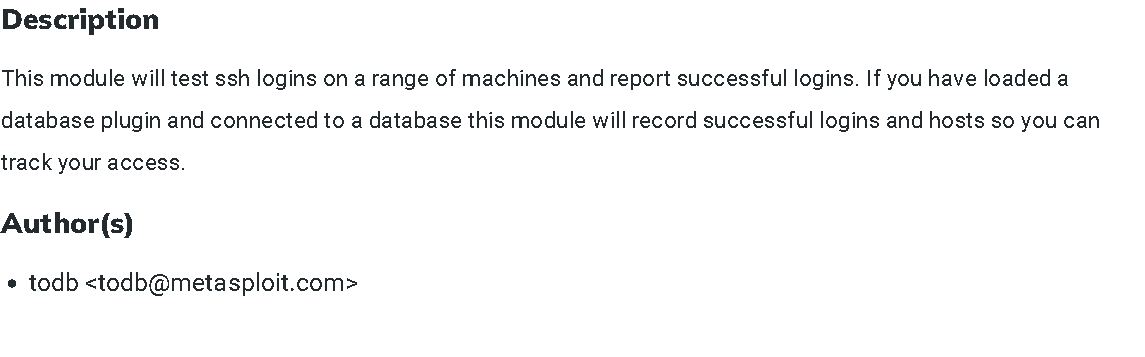 Description
This module will test ssh logins on a range of machines and report successful logins. If you have loaded a
database plugin and connected to a database this module will record successful logins and hosts so you can
track your access.
Author(s)
• todb <todb@metasploit.com>